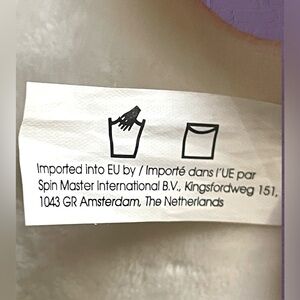 Imported into EU by / Importé dans l'UE par
Spin Master International B.V., Kingsfordweg 151,
1043 GR Amsterdam, The Netherlands